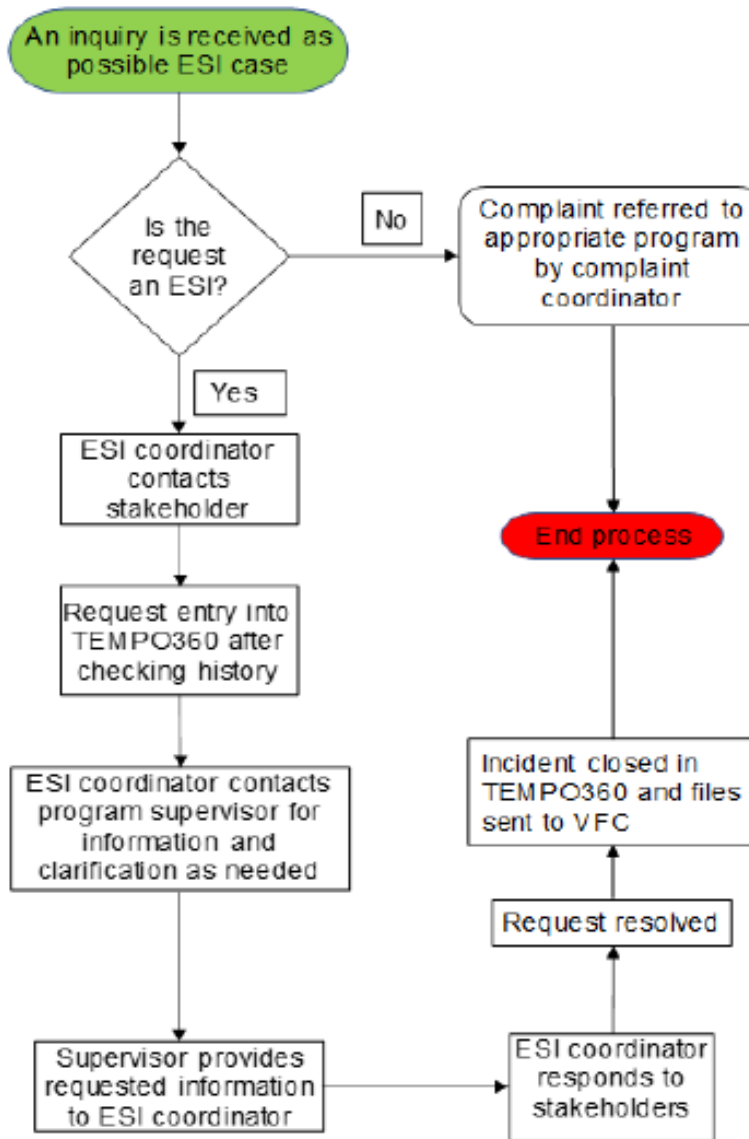 An inquiry is received as
possible ESI case
Is the
request
an ESI?
No
Complaint referred to
appropriate program
by complaint
coordinator
Yes
ESI coordinator
contacts
stakeholder
End process
Request entry into
TEMPO360 after
checking history
ESI coordinator contacts
program supervisor for
information and
clarification as needed
Incident closed in
TEMPO360 and files
sent to VFC
Request resolved
Supervisor provides
requested information
to ESI coordinator
ESI coordinator
responds to
stakeholders